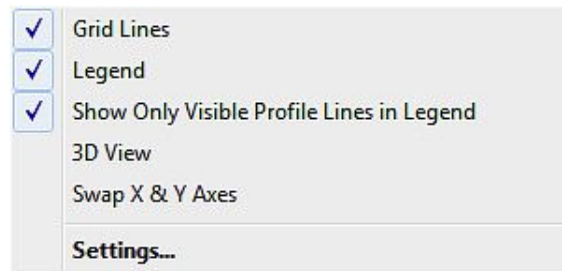 Grid Lines
Legend
Show Only Visible Profile Lines in Legend
3D View
Swap X & Y Axes
Settings...